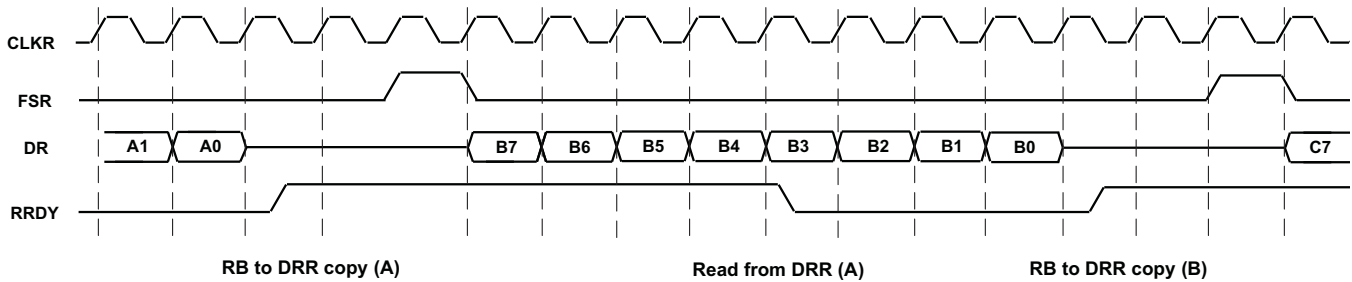 CLKR
FSR
DR A1 A0 B7 B6 B5 B4 B3 B2 B1 B0 C7
RRDY
RB to DRR copy (A) Read from DRR (A) RB to DRR copy (B)